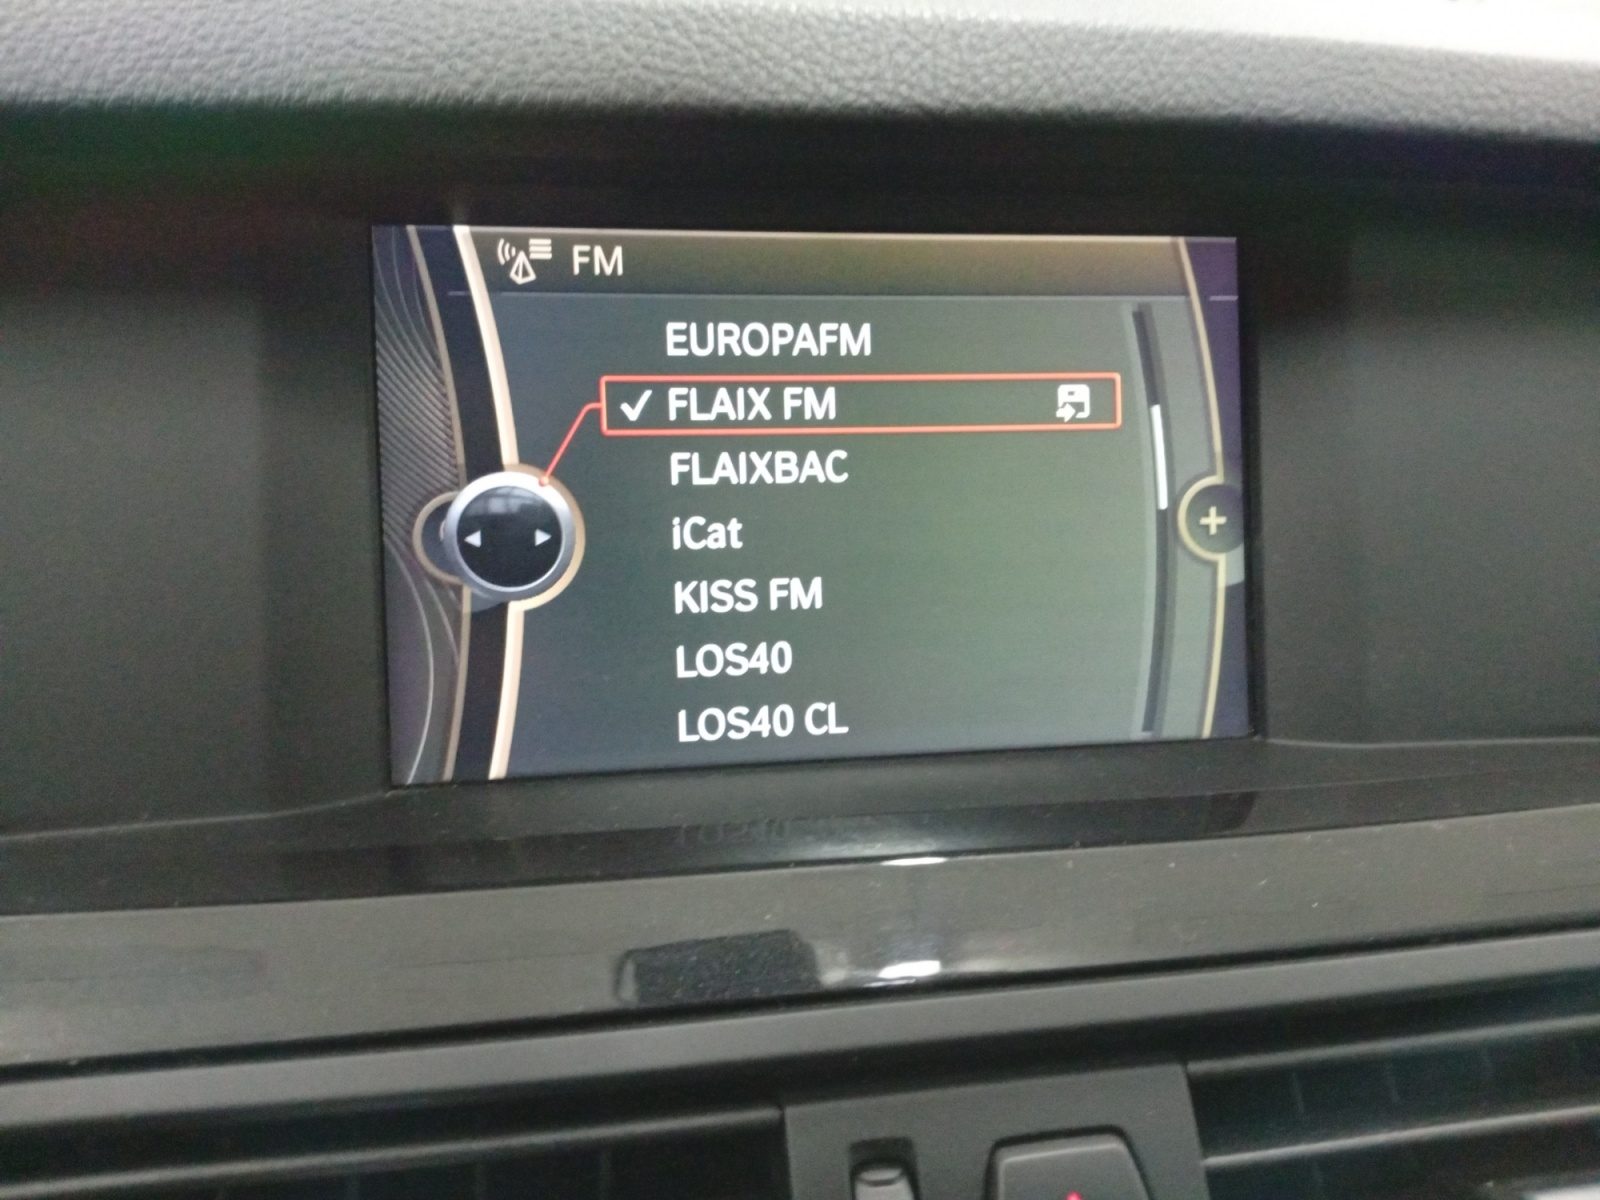 FM
EUROPAFM
FLAIX FM
FLAIXBAC
iCat
KISS FM
LOS40
LOS40 CL